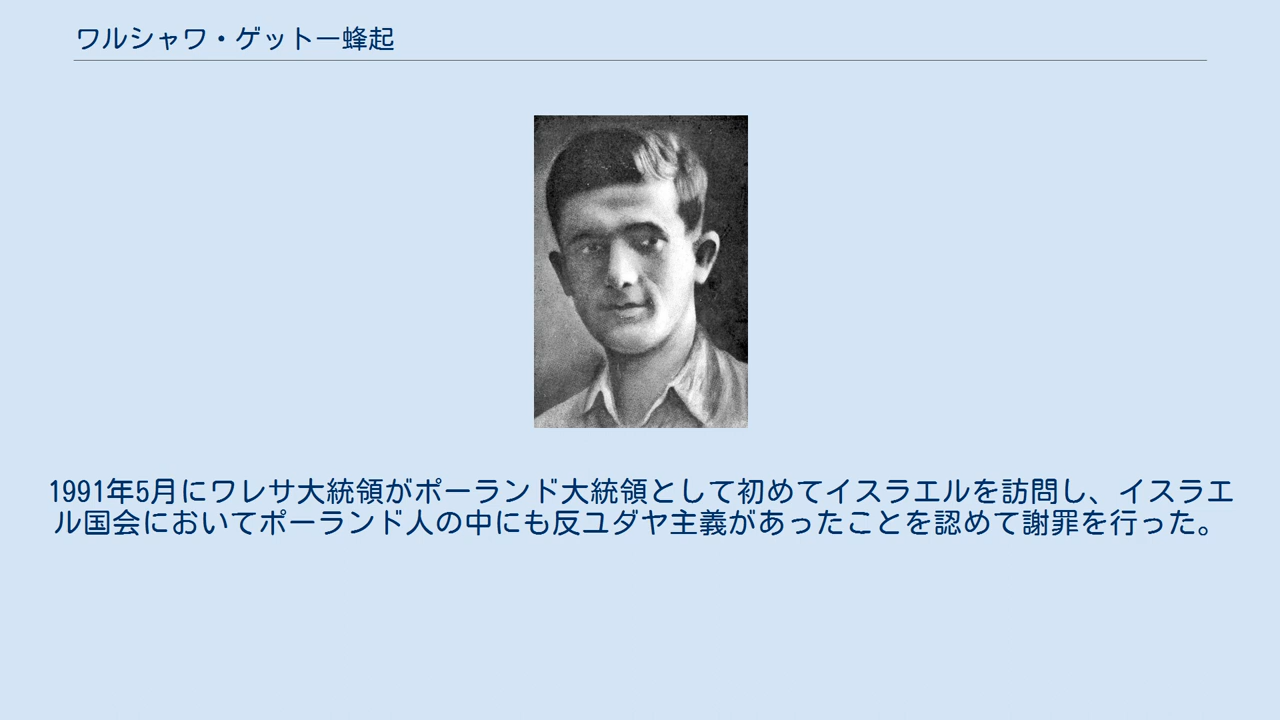 ワルシャワ・ゲットー蜂起
1991年5月にワレサ大統領がポーランド大統領として初めてイスラエルを訪問し、イスラエ
ル国会においてポーランド人の中にも反ユダヤ主義があったことを認めて謝罪を行った。